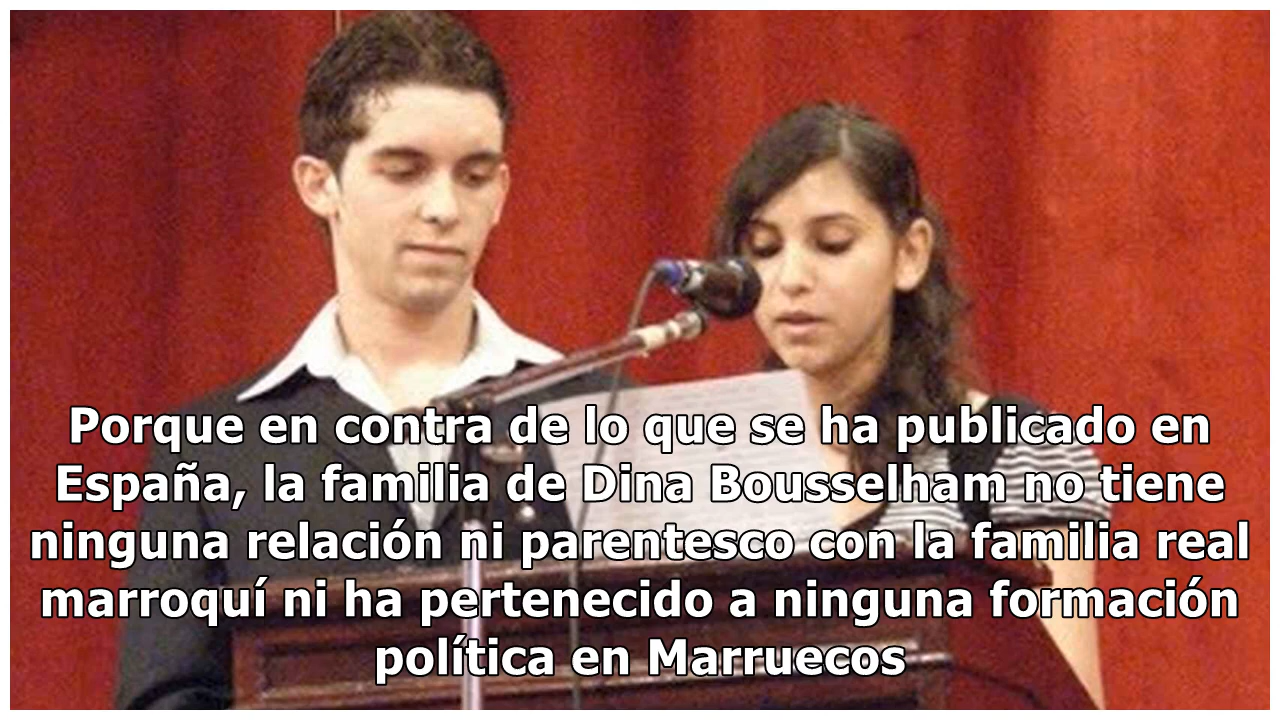 Porque en contra de lo que se ha publicado en
España, la familia de Dina Bousselham no tiene
ninguna relación ni parentesco con la familia real
marroquí ni ha pertenecido a ninguna formación
política en Marruecos